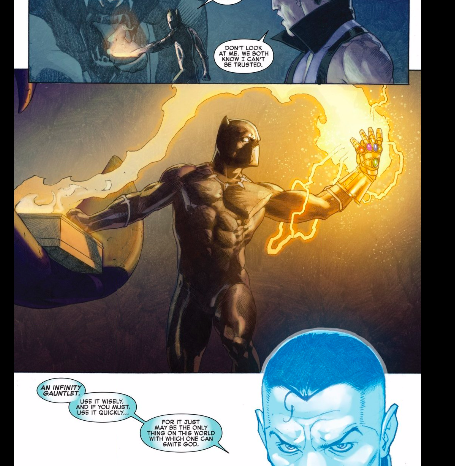 DON'T LOOK
AT ME. WE BOTH
KNOW I CAN'T
BE TRUSTED.
AN INFINITY
GAUNTLET.
USE IT WISELY,
AND IF YOU MUST,
USE IT QUICKLY...
FOR IT JUST
MAY BE THE ONLY
THING ON THIS WORLD
WITH WHICH ONE CAN
SMITE GOD.